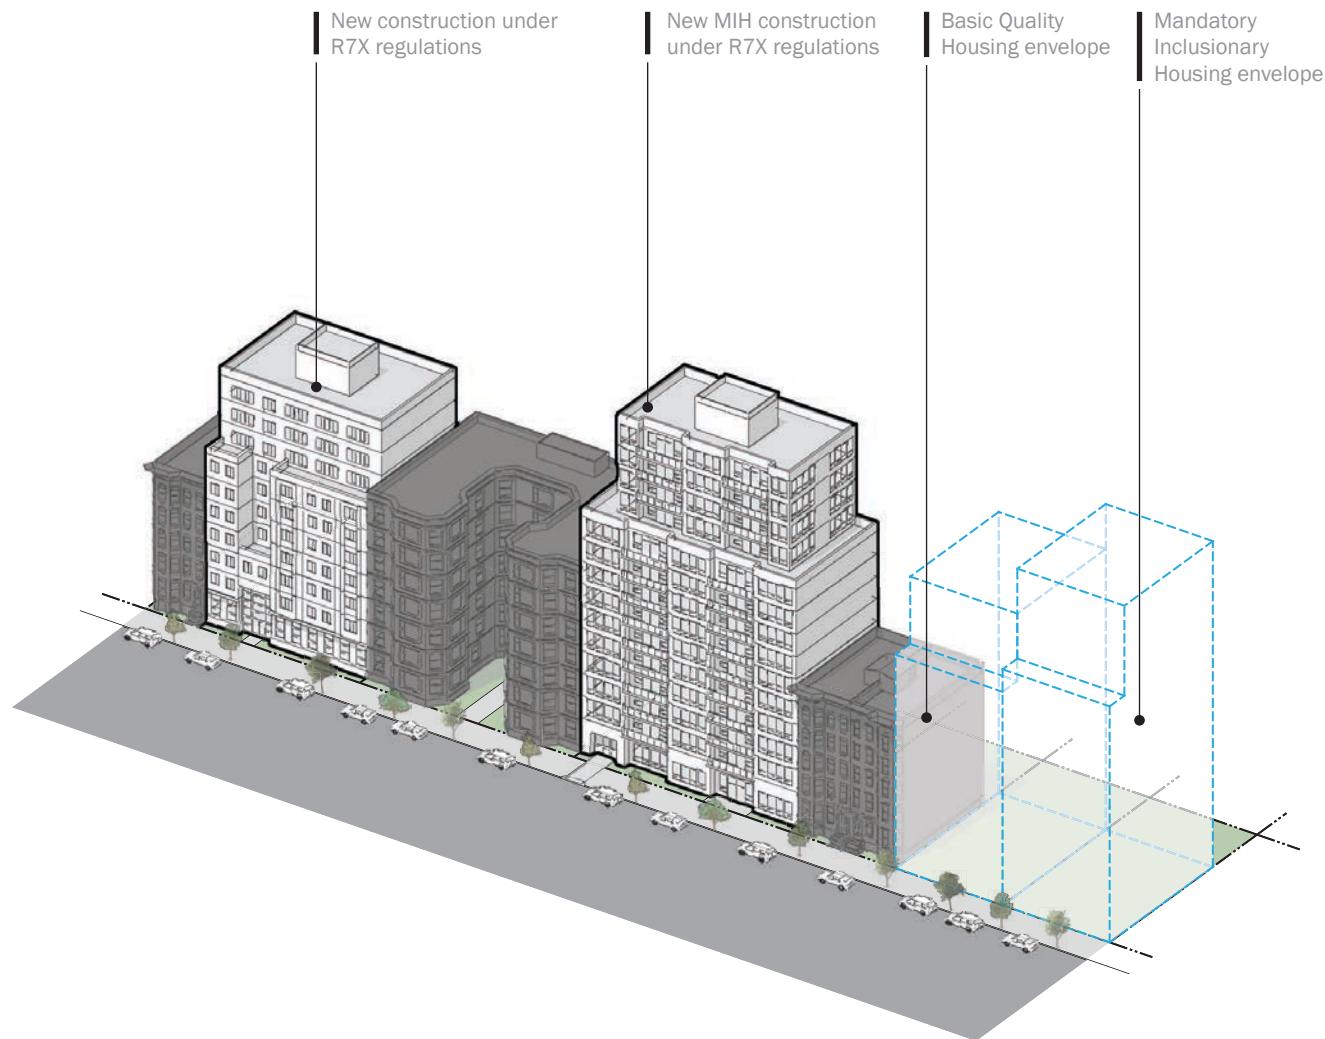 New construction under
R7X regulations
New MIH construction
under R7X regulations
Basic Quality
Housing envelope
Mandatory
Inclusionary
Housing envelope